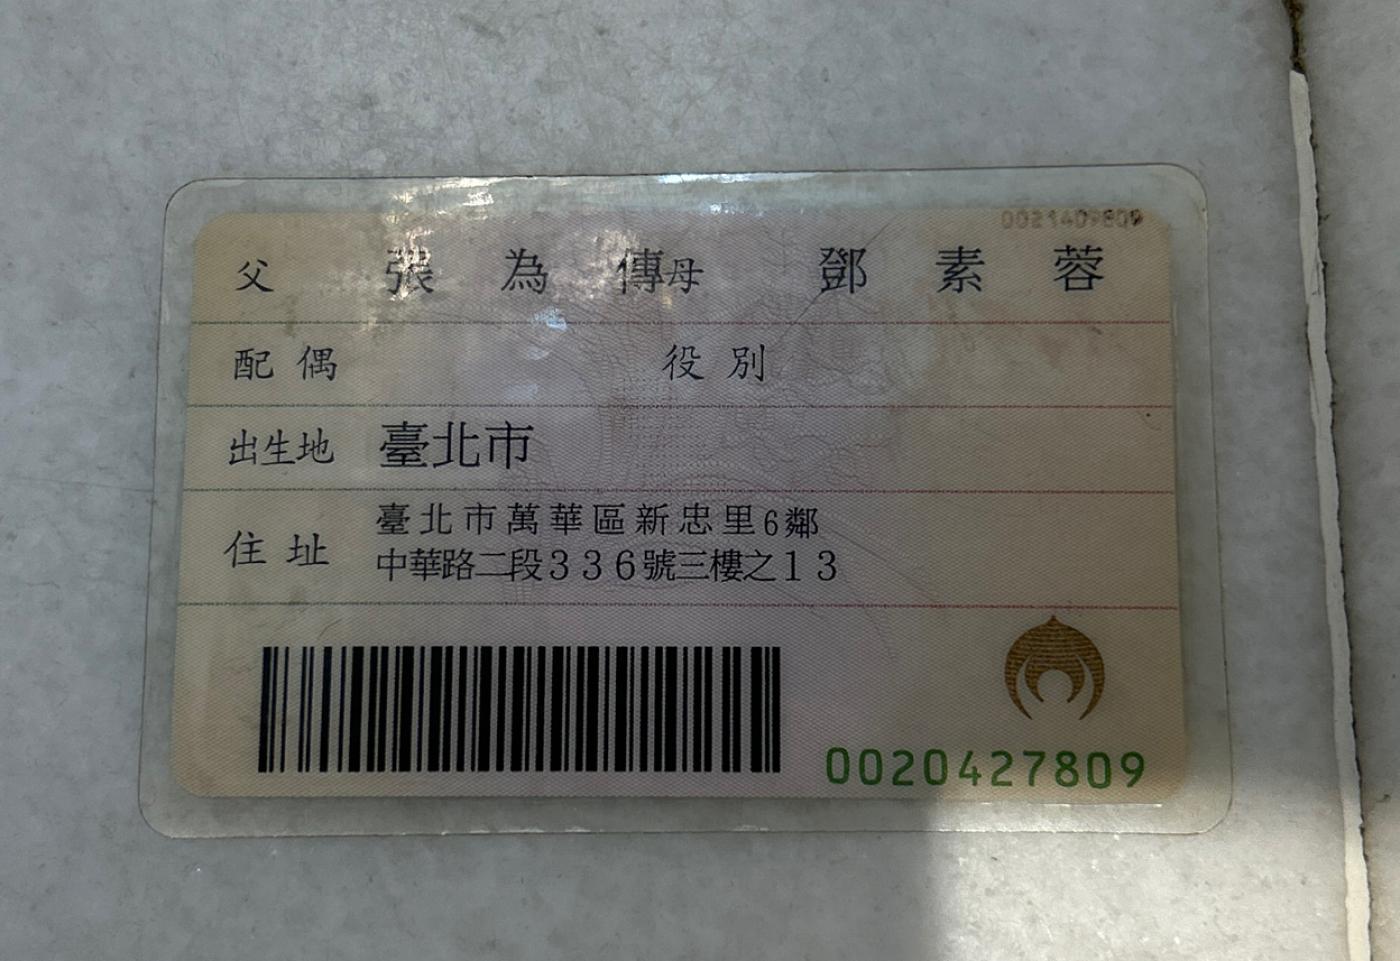 0021409809
父 張為傳 母 鄧素蓉
配偶 役別
出生地 臺北市
住址 臺北市萬華區新忠里6鄰
中華路二段336號三樓之13
0020427809